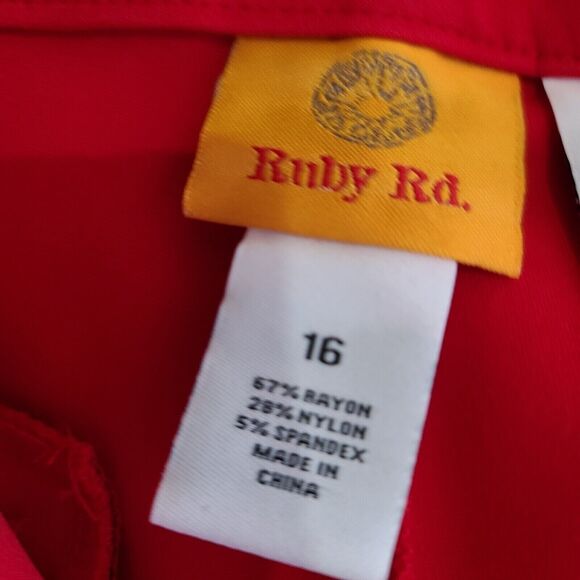 Ruby Rd.
16
67% RAYON
28% NYLON
5% SPANDEX
MADE IN
CHINA